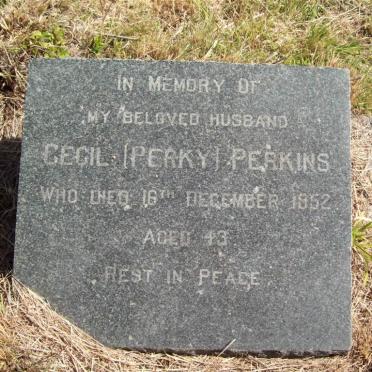 IN MEMORY OF
MY BELOVED HUSBAND
CECIL (PERKY) PERKINS
WHO DIED 16TH DECEMBER 1952
AGED 43
REST IN PEACE